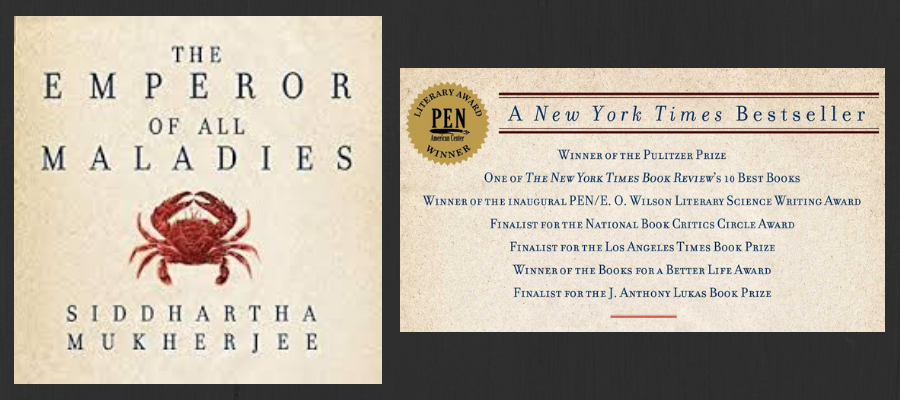 THE
EMPEROR
OF ALL
MALADIES
SIDDHARTHA
MUKHERJEE
LITERARY AWARD
PEN
American Center
WINNER
A New York Times Bestseller
WINNER OF THE PULITZER PRIZE
ONE OF THE NEW YORK TIMES BOOK REVIEW'S 10 BEST BOOKS
WINNER OF THE INAUGURAL PEN/E. O. WILSON LITERARY SCIENCE WRITING AWARD
FINALIST FOR THE NATIONAL BOOK CRITICS CIRCLE AWARD
FINALIST FOR THE LOS ANGELES TIMES BOOK PRIZE
WINNER OF THE BOOKS FOR A BETTER LIFE AWARD
FINALIST FOR THE J. ANTHONY LUKAS BOOK PRIZE